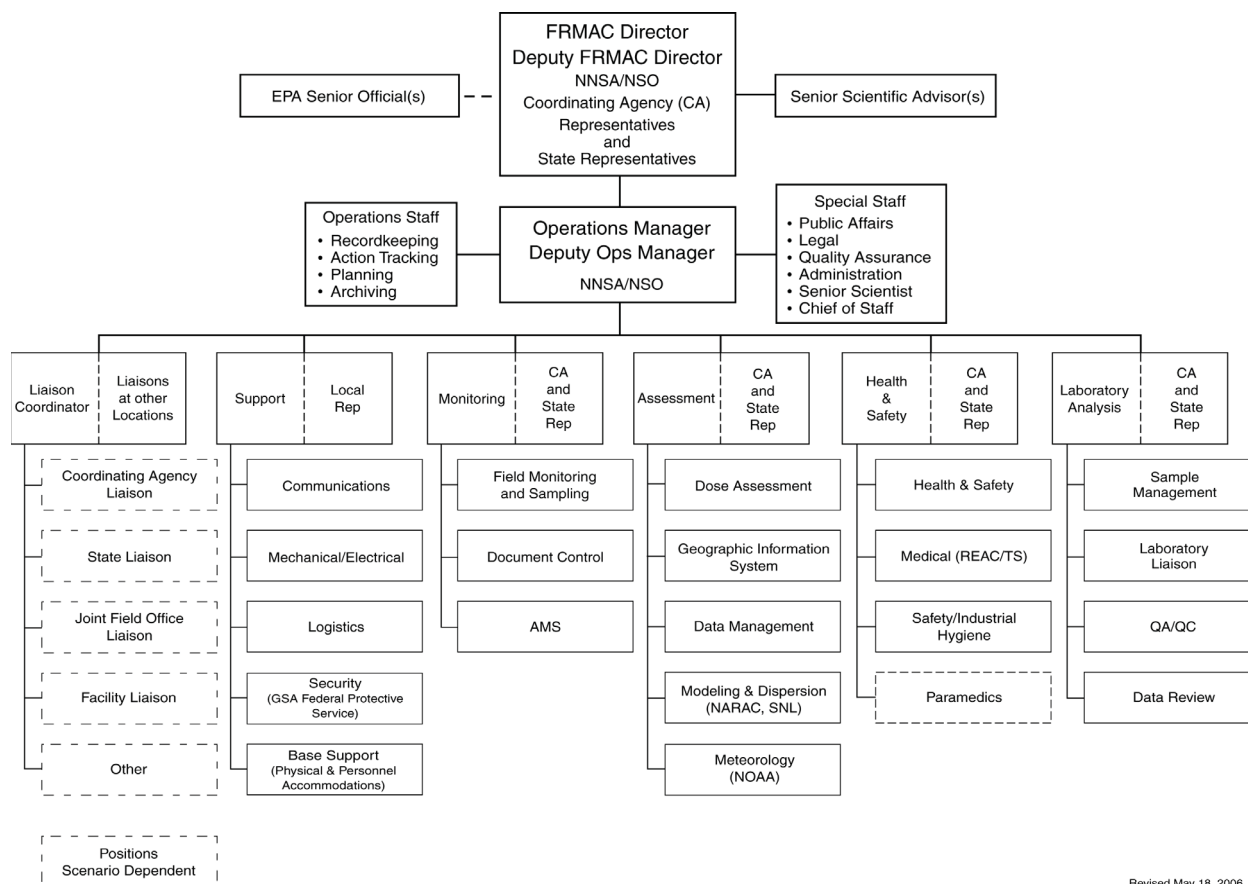 FRMAC Director
Deputy FRMAC Director
NNSA/NSO
Coordinating Agency (CA)
Representatives
and
State Representatives
EPA Senior Official(s)
Senior Scientific Advisor(s)
Operations Staff
• Recordkeeping
• Action Tracking
• Planning
• Archiving
Operations Manager
Deputy Ops Manager
NNSA/NSO
Special Staff
• Public Affairs
• Legal
• Quality Assurance
• Administration
• Senior Scientist
• Chief of Staff
Liaison
Coordinator
Liaisons
at other
Locations
Support
Local
Rep
Monitoring
CA
and
State
Rep
Assessment
CA
and
State
Rep
Health
&
Safety
CA
and
State
Rep
Laboratory
Analysis
CA
and
State
Rep
Coordinating Agency
Liaison
State Liaison
Joint Field Office
Liaison
Facility Liaison
Other
Communications
Mechanical/Electrical
Logistics
Security
(GSA Federal Protective
Service)
Base Support
(Physical & Personnel
Accommodations)
Field Monitoring
and Sampling
Document Control
AMS
Dose Assessment
Geographic Information
System
Data Management
Modeling & Dispersion
(NARAC, SNL)
Meteorology
(NOAA)
Health & Safety
Medical (REAC/TS)
Safety/Industrial
Hygiene
Paramedics
Sample
Management
Laboratory
Liaison
QA/QC
Data Review
Positions
Scenario Dependent
Revised May 18, 2006